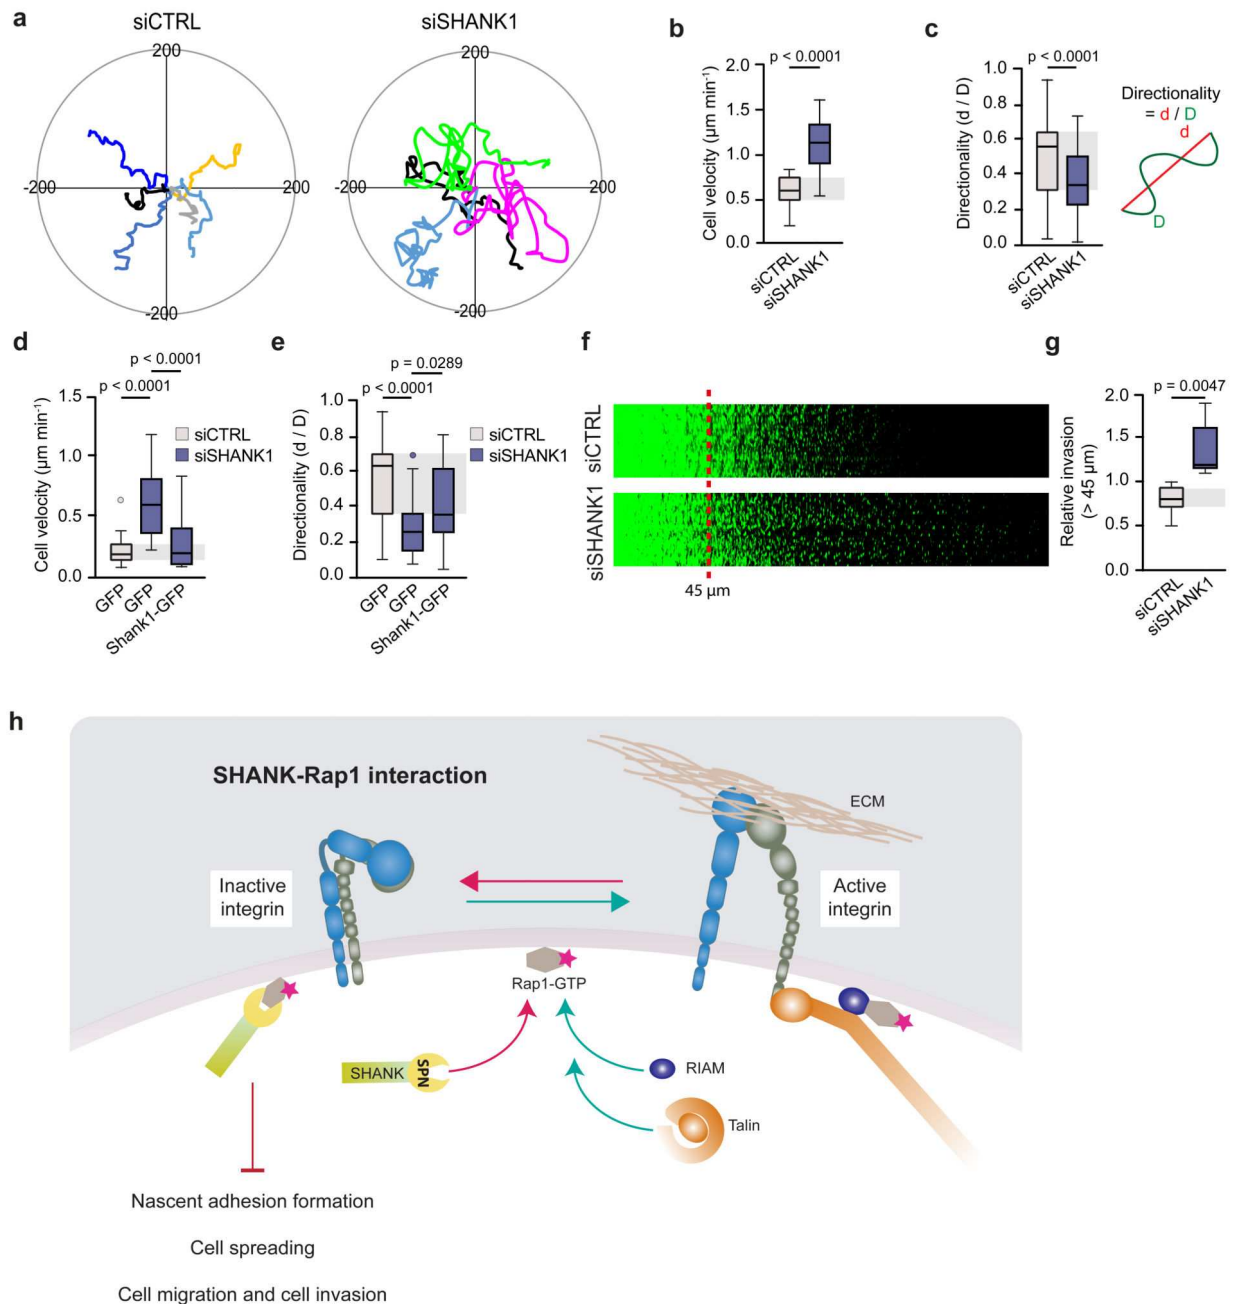 a
siCTRL
200
-200
200
-200
siSHANK1
200
-200
200
-200
b
p < 0.0001
Cell velocity (µm min⁻¹)
2.0
1.5
1.0
0.5
0.0
siCTRL
siSHANK1
c
p < 0.0001
Directionality (d / D)
1.0
0.8
0.6
0.4
0.2
0.0
siCTRL
siSHANK1
Directionality
= d / D
d
D
d
p < 0.0001
p < 0.0001
Cell velocity (µm min⁻¹)
1.5
1.0
0.5
0.0
siCTRL
siSHANK1
GFP
GFP
Shank1-GFP
e
p = 0.0289
p < 0.0001
Directionality (d / D)
1.0
0.8
0.6
0.4
0.2
0.0
siCTRL
siSHANK1
GFP
GFP
Shank1-GFP
f
siCTRL
siSHANK1
45 µm
g
p = 0.0047
Relative invasion
(> 45 µm)
2.0
1.5
1.0
0.5
0.0
siCTRL
siSHANK1
h
SHANK-Rap1 interaction
ECM
Inactive
integrin
Active
integrin
Rap1-GTP
SHANK
SPN
RIAM
Talin
Nascent adhesion formation
Cell spreading
Cell migration and cell invasion